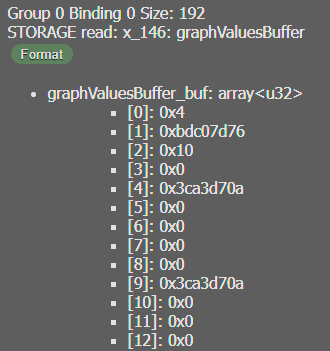 Group 0 Binding 0 Size: 192
STORAGE read: x_146: graphValuesBuffer
Format
graphValuesBuffer_buf: array<u32>
[0]: 0x4
[1]: 0xbdc07d76
[2]: 0x10
[3]: 0x0
[4]: 0x3ca3d70a
[5]: 0x0
[6]: 0x0
[7]: 0x0
[8]: 0x0
[9]: 0x3ca3d70a
[10]: 0x0
[11]: 0x0
[12]: 0x0